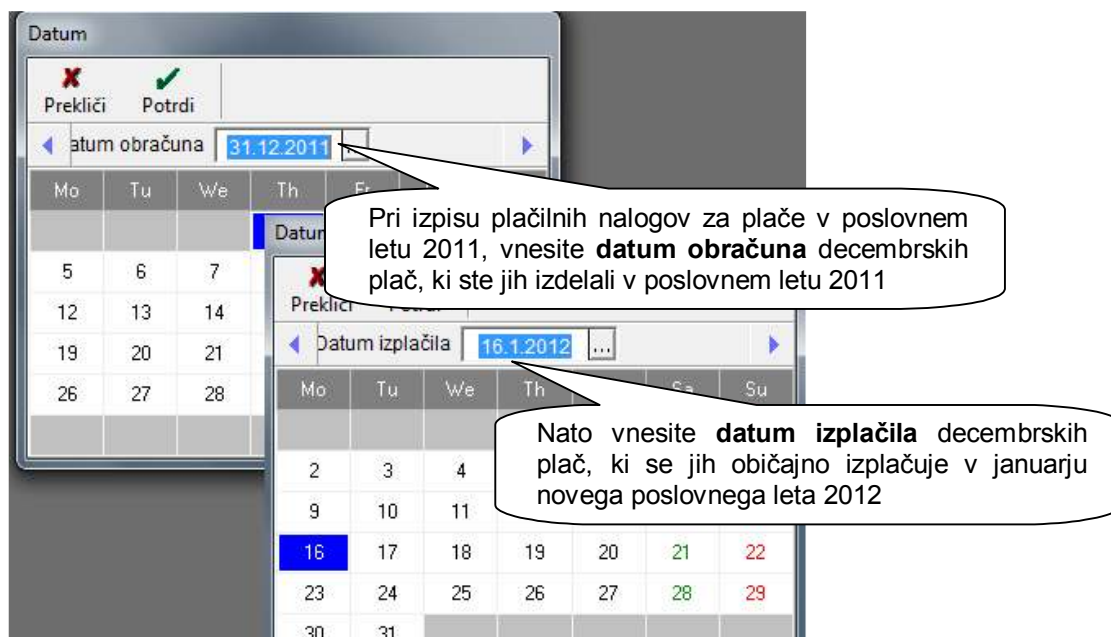 Datum
Prekliči Potrdi
atum obračuna 31.12.2011
Mo Tu We Th Fr
5 6 7
12 13 14
19 20 21
26 27 28
Pri izpisu plačilnih nalogov za plače v poslovnem
letu 2011, vnesite datum obračuna decembrskih
plač, ki ste jih izdelali v poslovnem letu 2011
Datum
Prekliči
Datum izplačila 16.1.2012 ...
Mo Tu We Th Sa Su
2 3 4
9 10 11
16 17 18 19 20 21 22
23 24 25 26 27 28 29
30 31
Nato vnesite datum izplačila decembrskih
plač, ki se jih običajno izplačuje v januarju
novega poslovnega leta 2012